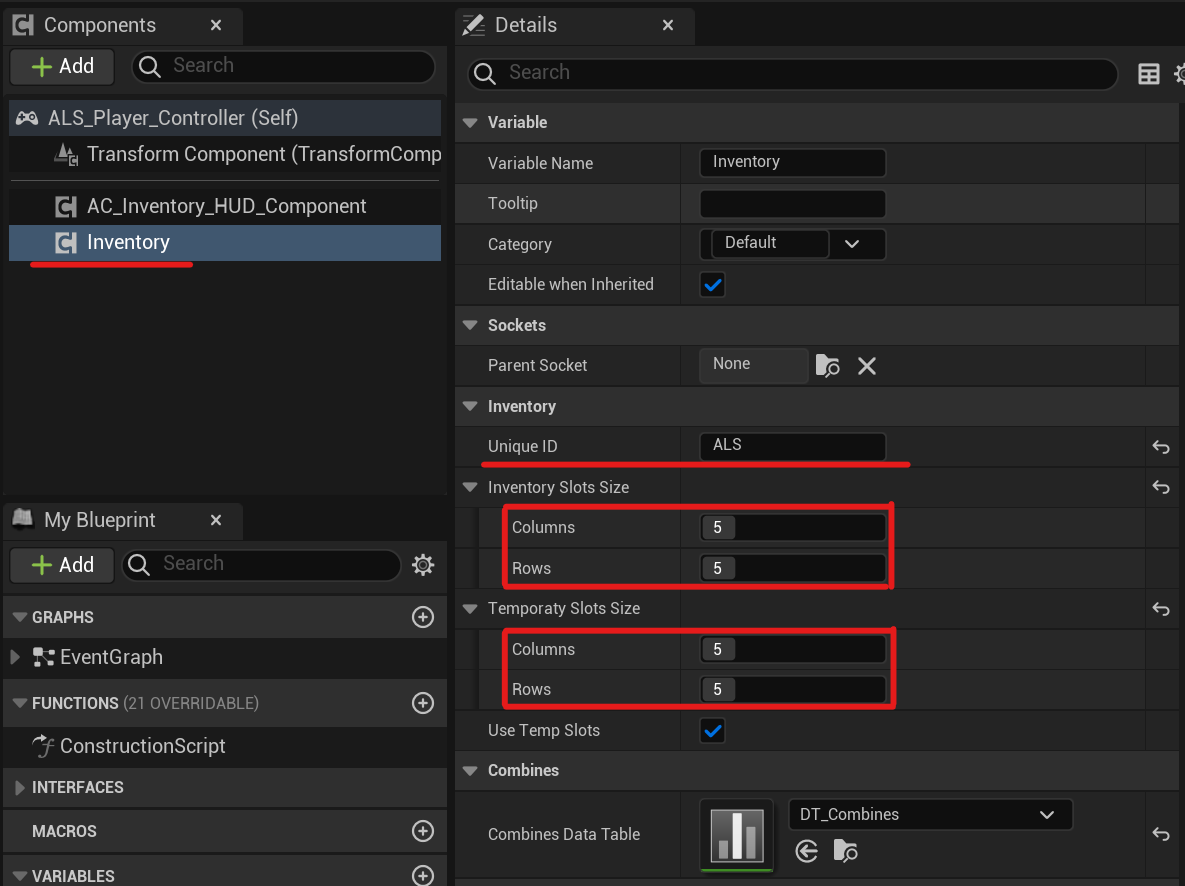 Components
Add
Search
ALS_Player_Controller (Self)
Transform Component (TransformComp
AC_Inventory_HUD_Component
Inventory
My Blueprint
Add
Search
GRAPHS
EventGraph
FUNCTIONS (21 OVERRIDABLE)
ConstructionScript
INTERFACES
MACROS
VARIABLES
Details
Search
Variable
Variable Name
Inventory
Tooltip
Category
Default
Editable when Inherited
Sockets
Parent Socket
None
Inventory
Unique ID
ALS
Inventory Slots Size
Columns
5
Rows
5
Temporaty Slots Size
Columns
5
Rows
5
Use Temp Slots
Combines
Combines Data Table
DT_Combines